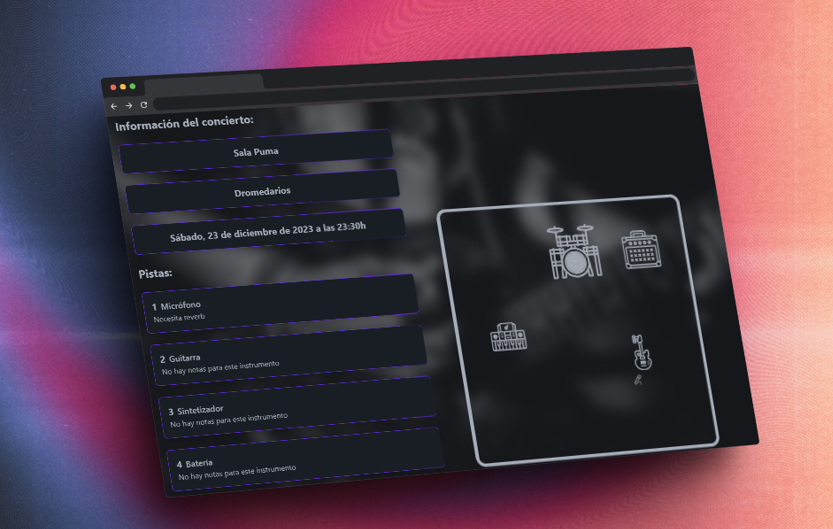 Información del concierto:
Sala Puma
Dromedarios
Sábado, 23 de diciembre de 2023 a las 23:30h
Pistas:
1 Micrófono
Necesita reverb
2 Guitarra
No hay notas para este instrumento
3 Sintetizador
No hay notas para este instrumento
4 Bateria
No hay notas para este instrumento